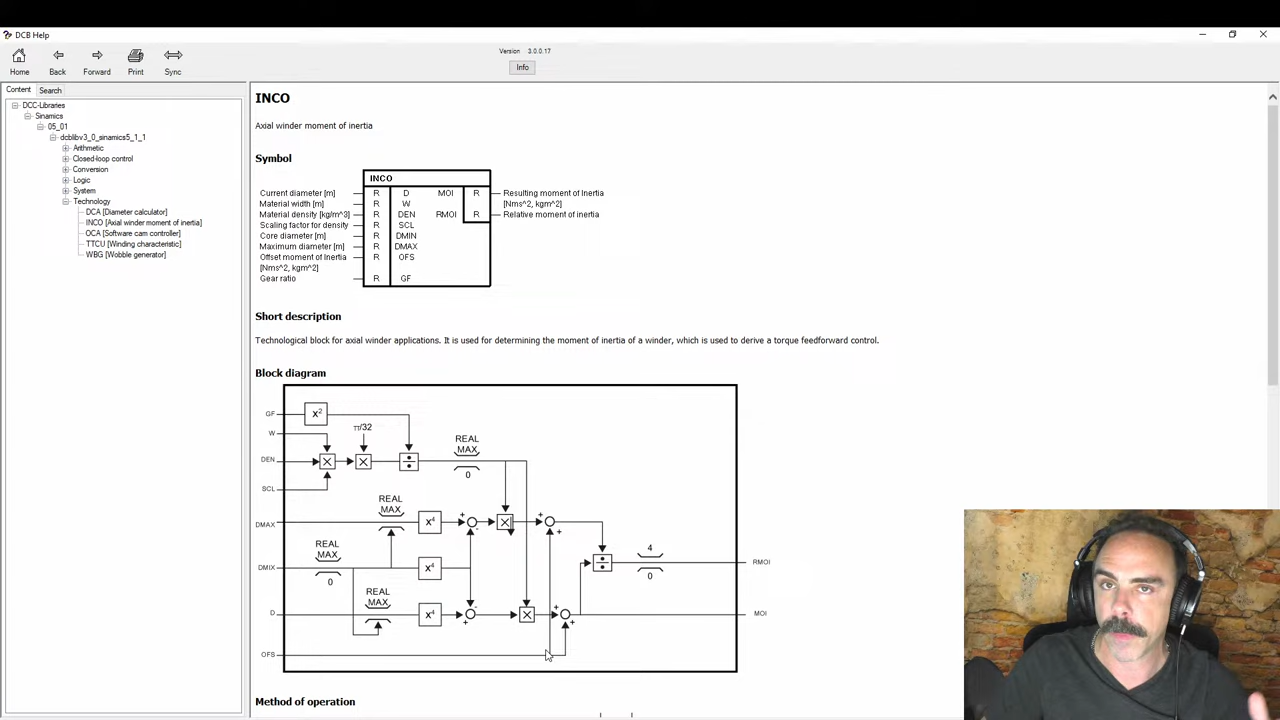 DCB Help
Home
Back
Forward
Print
Sync
Version 3.0.0.17
Info
Content
Search
DCC-Libraries
Sinamics
05_01
dcblibv3_0_sinamics5_1_1
Arithmetic
Closed-loop control
Conversion
Logic
System
Technology
DCA [Diameter calculator]
INCO [Axial winder moment of inertia]
OCA [Software cam controller]
TTCU [Winding characteristic]
WBG [Wobble generator]
INCO
Axial winder moment of inertia
Symbol
INCO
Current diameter [m] R D MOI R Resulting moment of Inertia
Material width [m] R W [Nms^2, kgm^2]
Material density [kg/m^3] R DEN RMOI R Relative moment of inertia
Scaling factor for density R SCL
Core diameter [m] R DMIN
Maximum diameter [m] R DMAX
Offset moment of Inertia R OFS
[Nms^2, kgm^2]
Gear ratio R GF
Short description
Technological block for axial winder applications. It is used for determining the moment of inertia of a winder, which is used to derive a torque feedforward control.
Block diagram
GF x²
W π/32
REAL
MAX
DEN × × ÷
0
SCL
REAL
MAX
DMAX x⁴ + - × + +
REAL
MAX
4
÷ RMOI
0
DMIX x⁴
0
REAL
MAX
D x⁴ - + × + + MOI
OFS
Method of operation